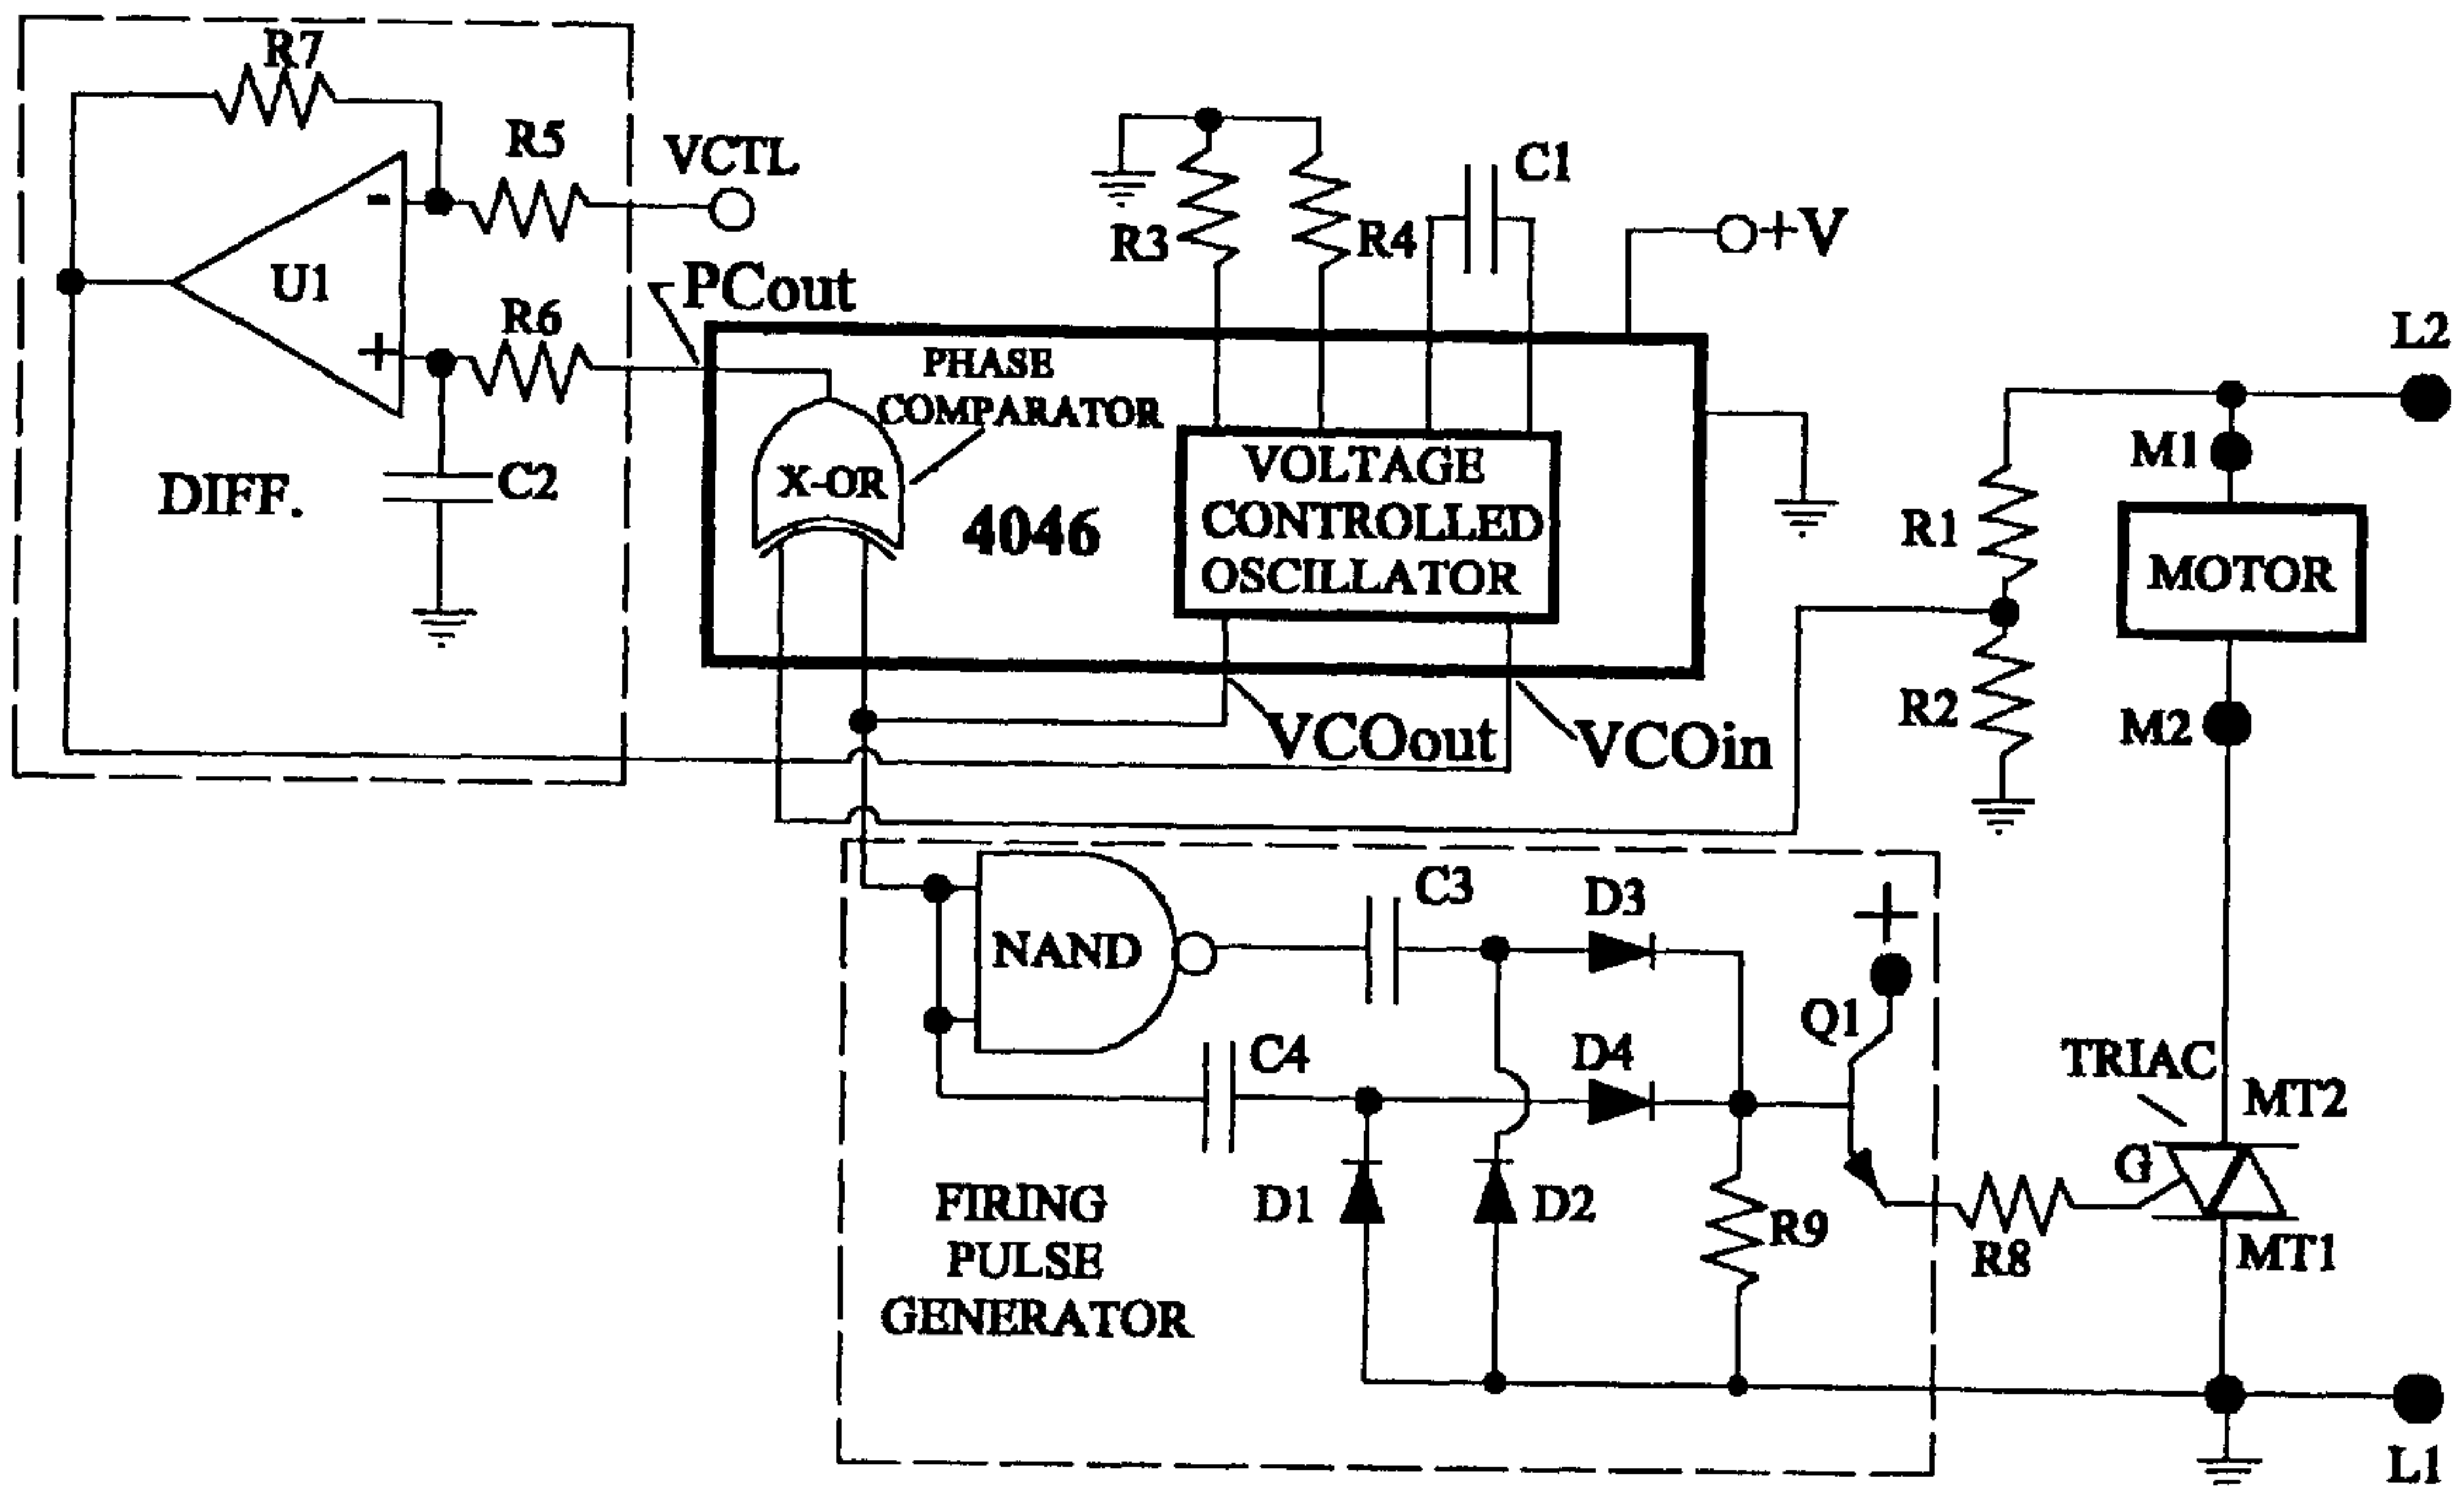 R7
R5
VCTL
-
U1
PCout
R6
+
C2
DIFF.
R3
R4
C1
+V
PHASE
COMPARATOR
X-OR
4046
VOLTAGE
CONTROLLED
OSCILLATOR
VCOout
VCOin
L2
M1
R1
MOTOR
R2
M2
NAND
C3
D3
+
Q1
C4
D4
TRIAC
MT2
G
D1
D2
R9
R8
MT1
FIRING
PULSE
GENERATOR
L1